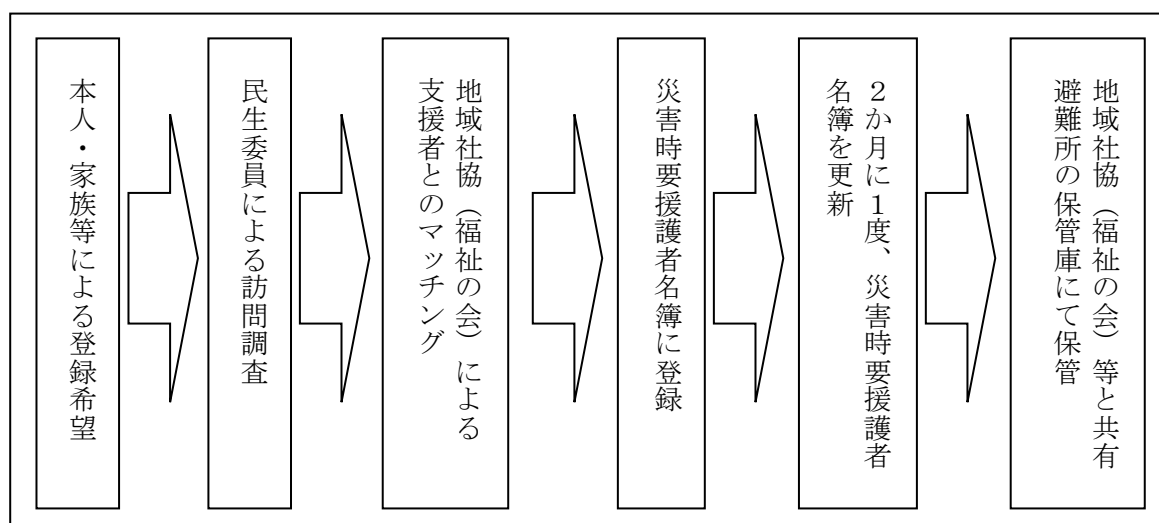 本人・家族等による登録希望
民生委員による訪問調査
地域社協（福祉の会）による
支援者とのマッチング
災害時要援護者名簿に登録
２か月に１度、災害時要援護者
名簿を更新
地域社協（福祉の会）等と共有
避難所の保管庫にて保管